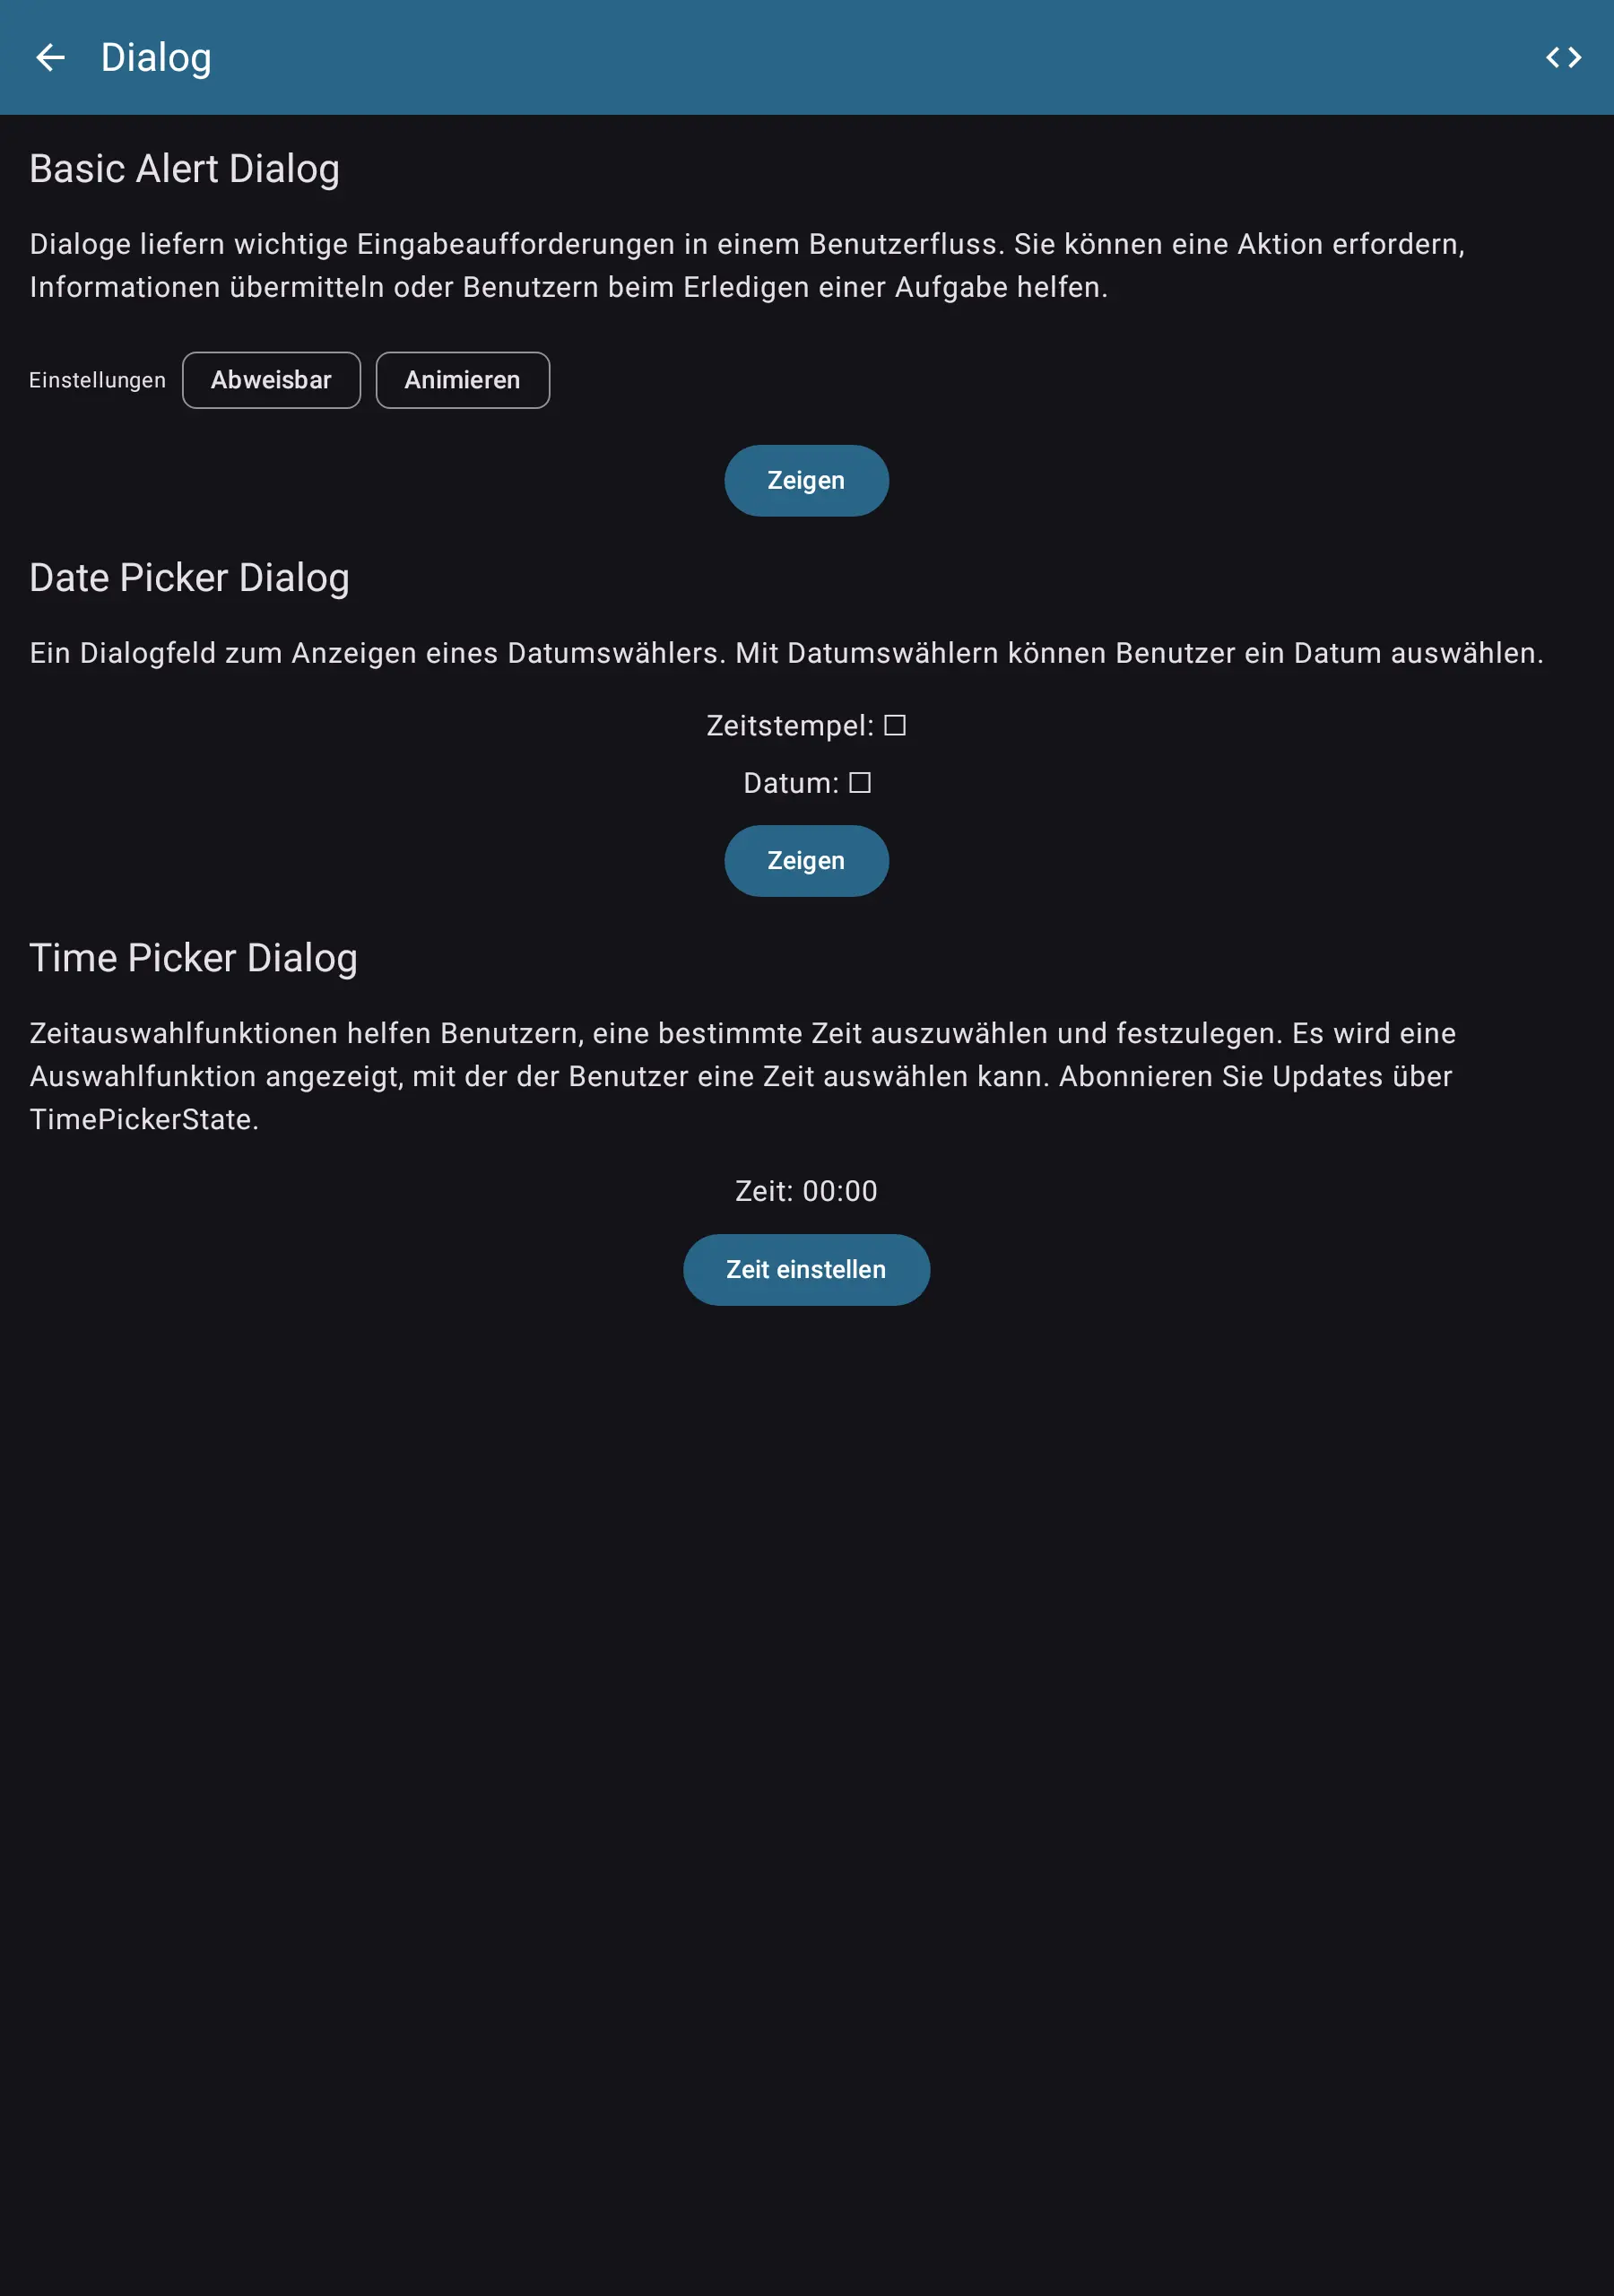 Dialog
Basic Alert Dialog
Dialoge liefern wichtige Eingabeaufforderungen in einem Benutzerfluss. Sie können eine Aktion erfordern,
Informationen übermitteln oder Benutzern beim Erledigen einer Aufgabe helfen.
Einstellungen Abweisbar Animieren
Zeigen
Date Picker Dialog
Ein Dialogfeld zum Anzeigen eines Datumswählers. Mit Datumswählern können Benutzer ein Datum auswählen.
Zeitstempel: ☐
Datum: ☐
Zeigen
Time Picker Dialog
Zeitauswahlfunktionen helfen Benutzern, eine bestimmte Zeit auszuwählen und festzulegen. Es wird eine
Auswahlfunktion angezeigt, mit der der Benutzer eine Zeit auswählen kann. Abonnieren Sie Updates über
TimePickerState.
Zeit: 00:00
Zeit einstellen